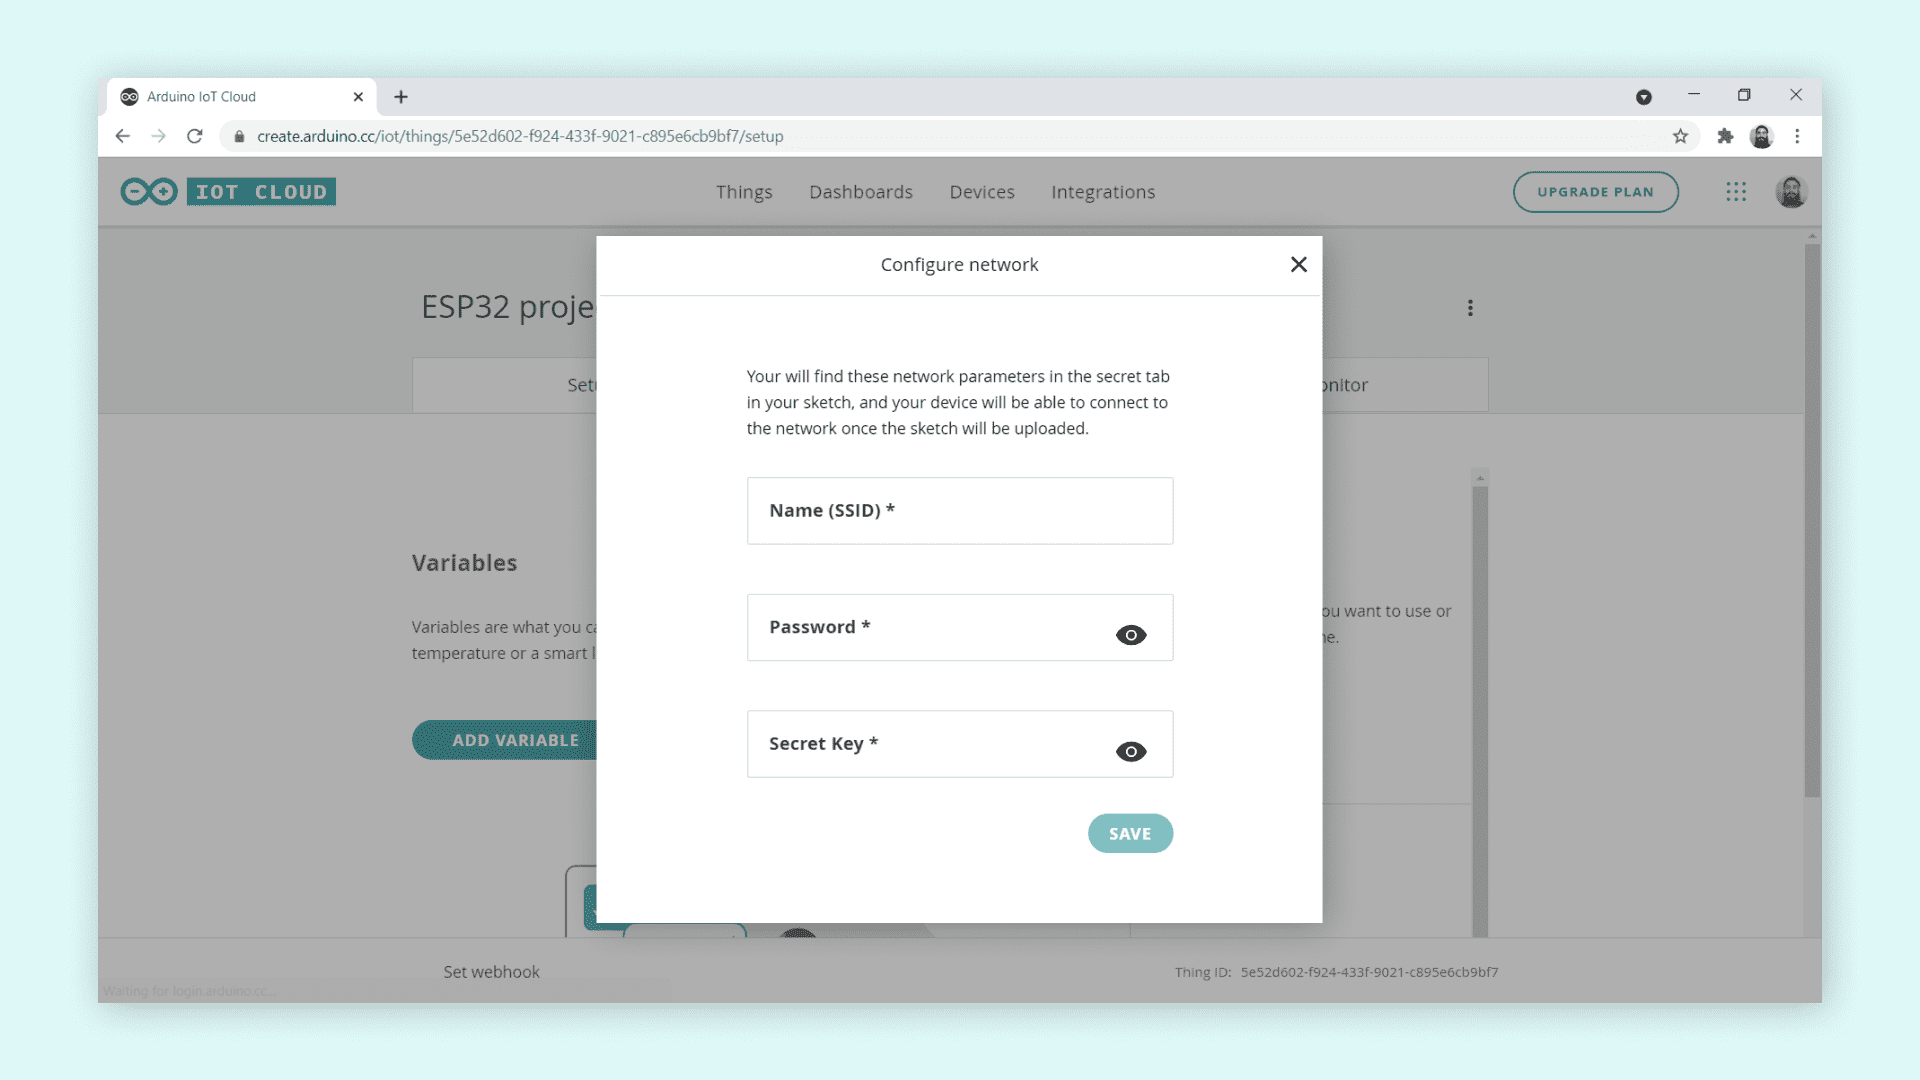 Arduino IoT Cloud
create.arduino.cc/iot/things/5e52d602-f924-433f-9021-c895e6cb9bf7/setup
IOT CLOUD
Things
Dashboards
Devices
Integrations
UPGRADE PLAN
Configure network
ESP32 proje
Setu
onitor
Your will find these network parameters in the secret tab
in your sketch, and your device will be able to connect to
the network once the sketch will be uploaded.
Name (SSID) *
Password *
Secret Key *
SAVE
Variables
Variables are what you ca
temperature or a smart l
ADD VARIABLE
ou want to use or
ne.
Set webhook
Thing ID: 5e52d602-f924-433f-9021-c895e6cb9bf7
Waiting for login.arduino.cc...